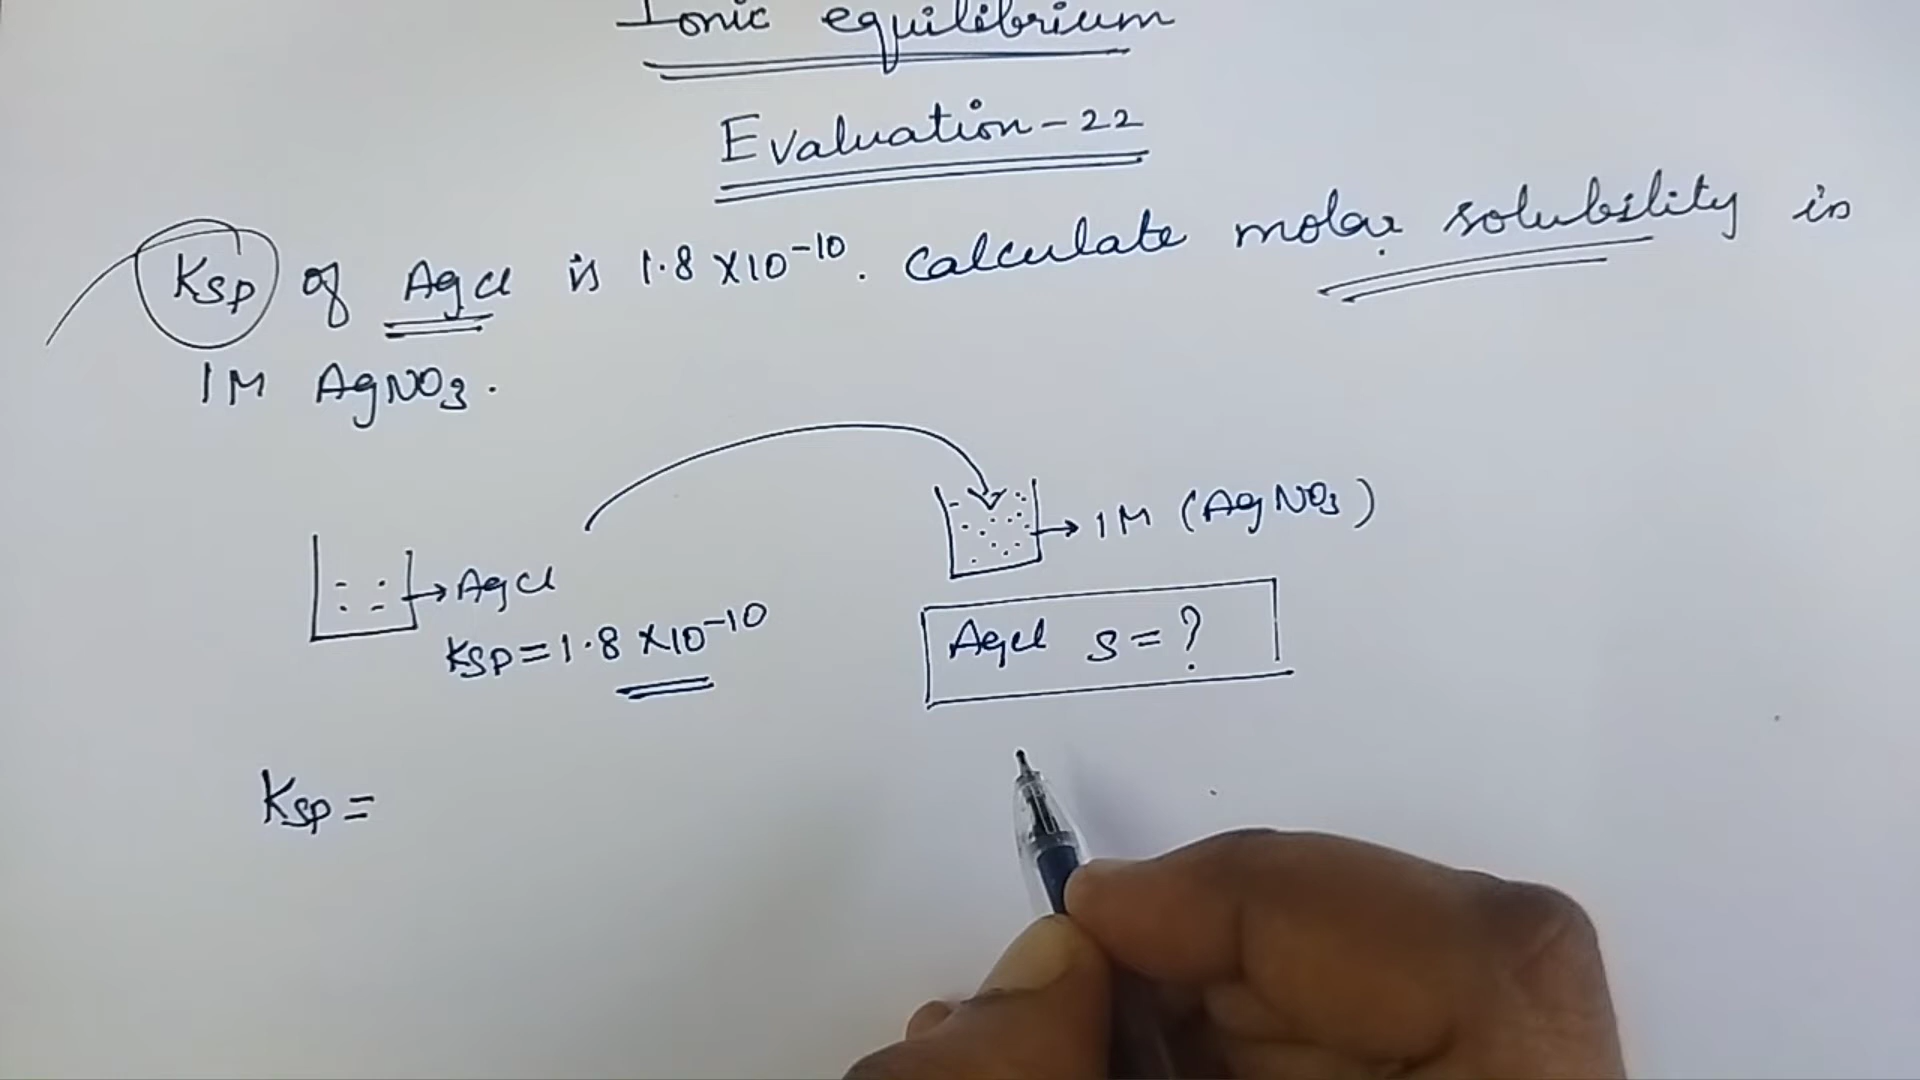 Ionic equilibrium
Evaluation-22
Ksp of AgCl is 1.8 X10⁻¹⁰. Calculate molar solubility in
1M AgNO₃.
→ 1M (AgNO₃)
→ AgCl
Ksp = 1.8 X10⁻¹⁰
AgCl s = ?
Ksp =